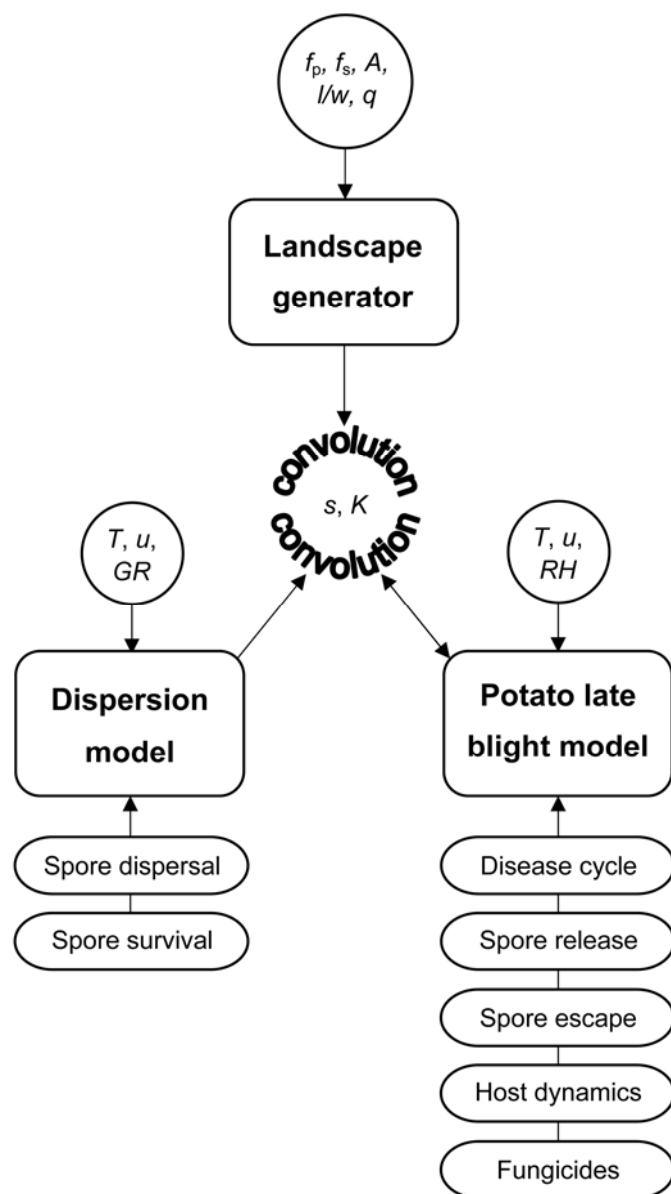 fp, fs, A,
l/w, q
Landscape
generator
convolution
s, K
convolution
T, u,
GR
T, u,
RH
Dispersion
model
Potato late
blight model
Spore dispersal
Spore survival
Disease cycle
Spore release
Spore escape
Host dynamics
Fungicides